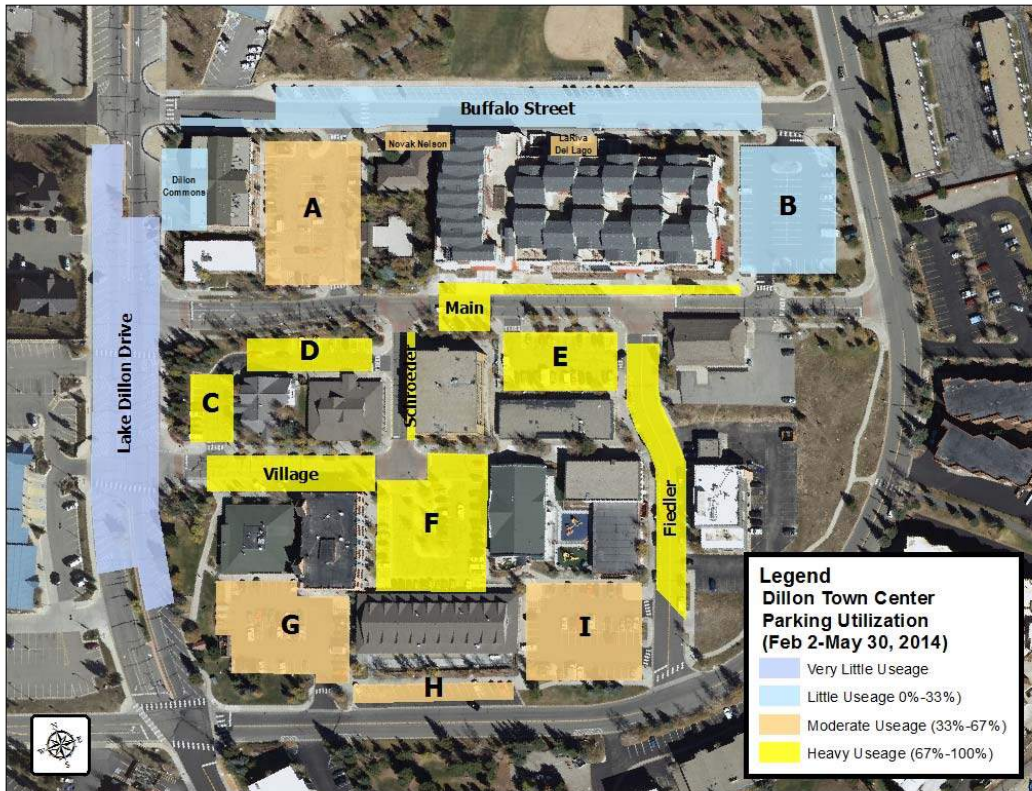 Buffalo Street
Novak Nelson
LaRiva
Del Lago
Dillon
Commons
A
B
Lake Dillon Drive
Main
D
Schroeder
E
C
Village
F
Fiedler
G
I
H
Legend
Dillon Town Center
Parking Utilization
(Feb 2-May 30, 2014)
Very Little Useage
Little Useage 0%-33%)
Moderate Useage (33%-67%)
Heavy Useage (67%-100%)